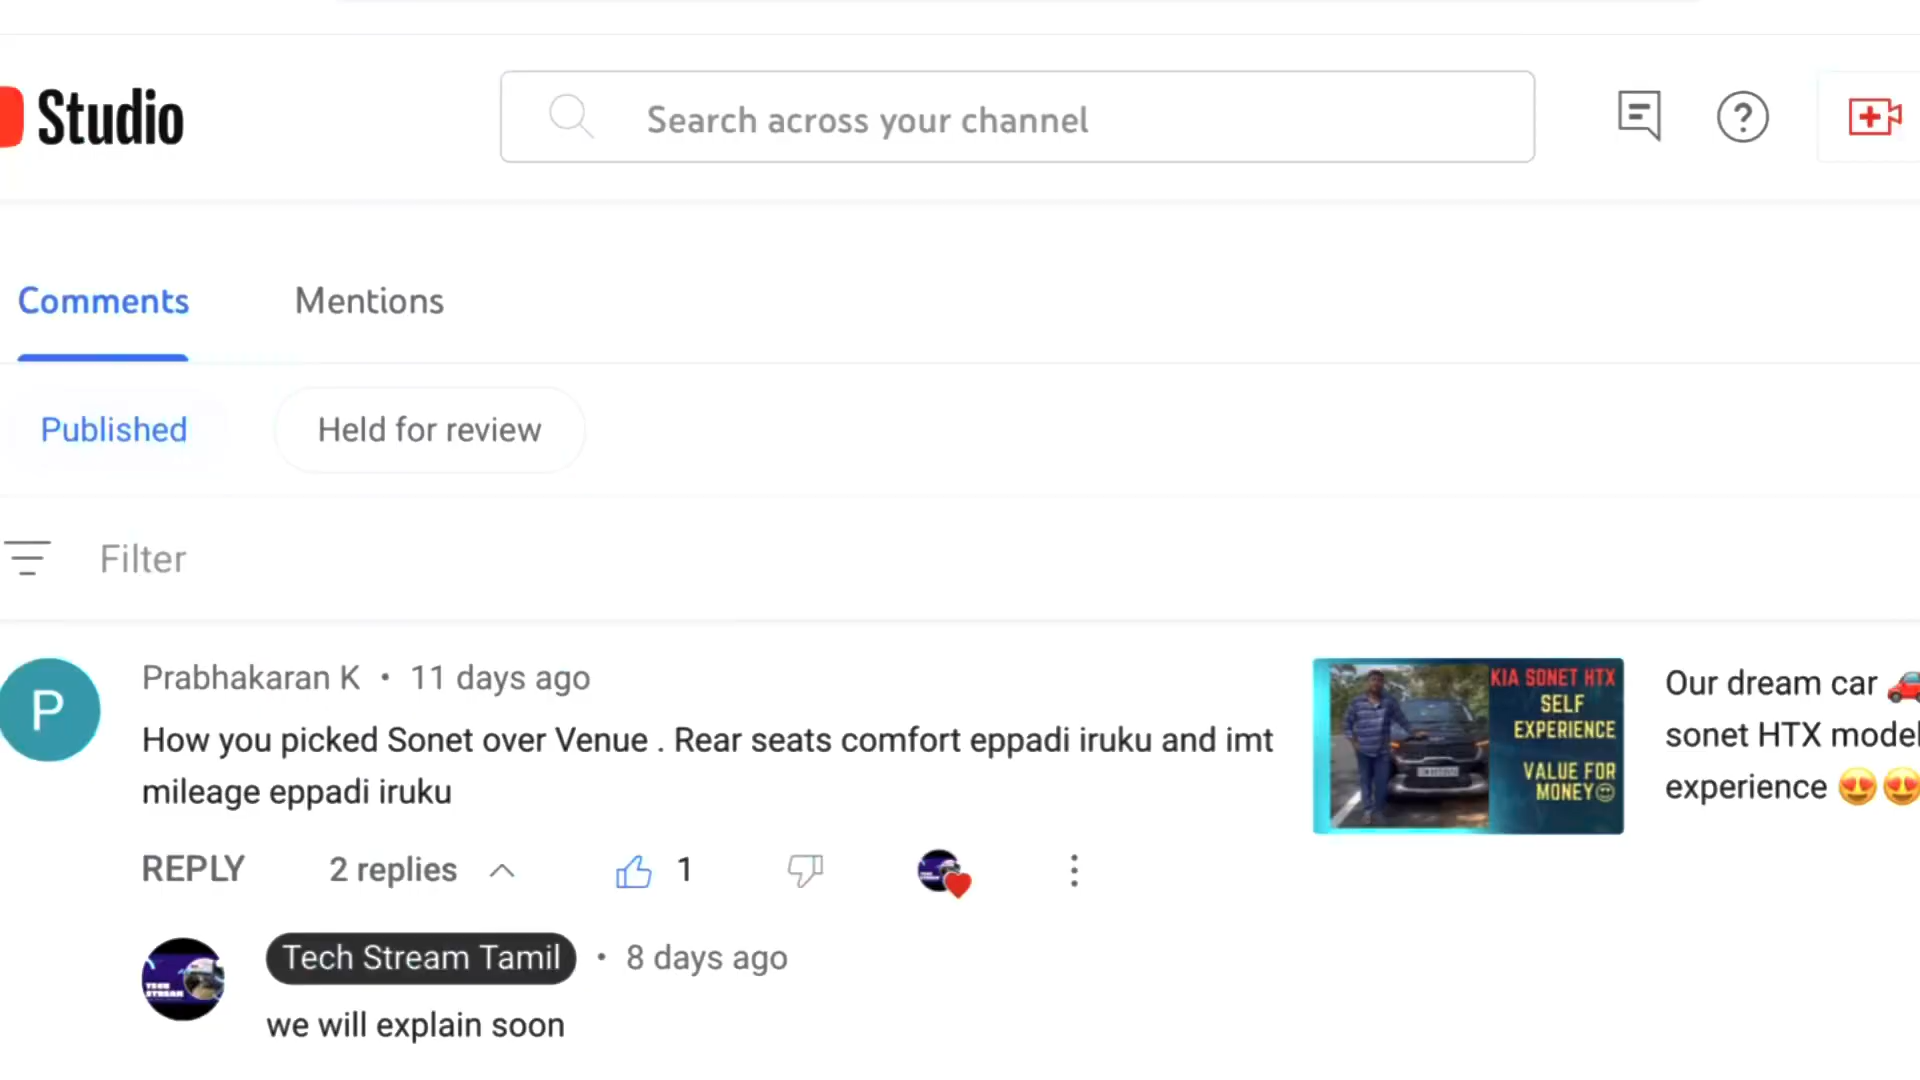 Studio
Search across your channel
Comments
Mentions
Published
Held for review
Filter
P
Prabhakaran K • 11 days ago
How you picked Sonet over Venue . Rear seats comfort eppadi iruku and imt
mileage eppadi iruku
REPLY
2 replies
1
KIA SONET HTX
SELF
EXPERIENCE
VALUE FOR
MONEY
Our dream car 🚗
sonet HTX model
experience 😍😍
TECH
STREAM
Tech Stream Tamil • 8 days ago
we will explain soon